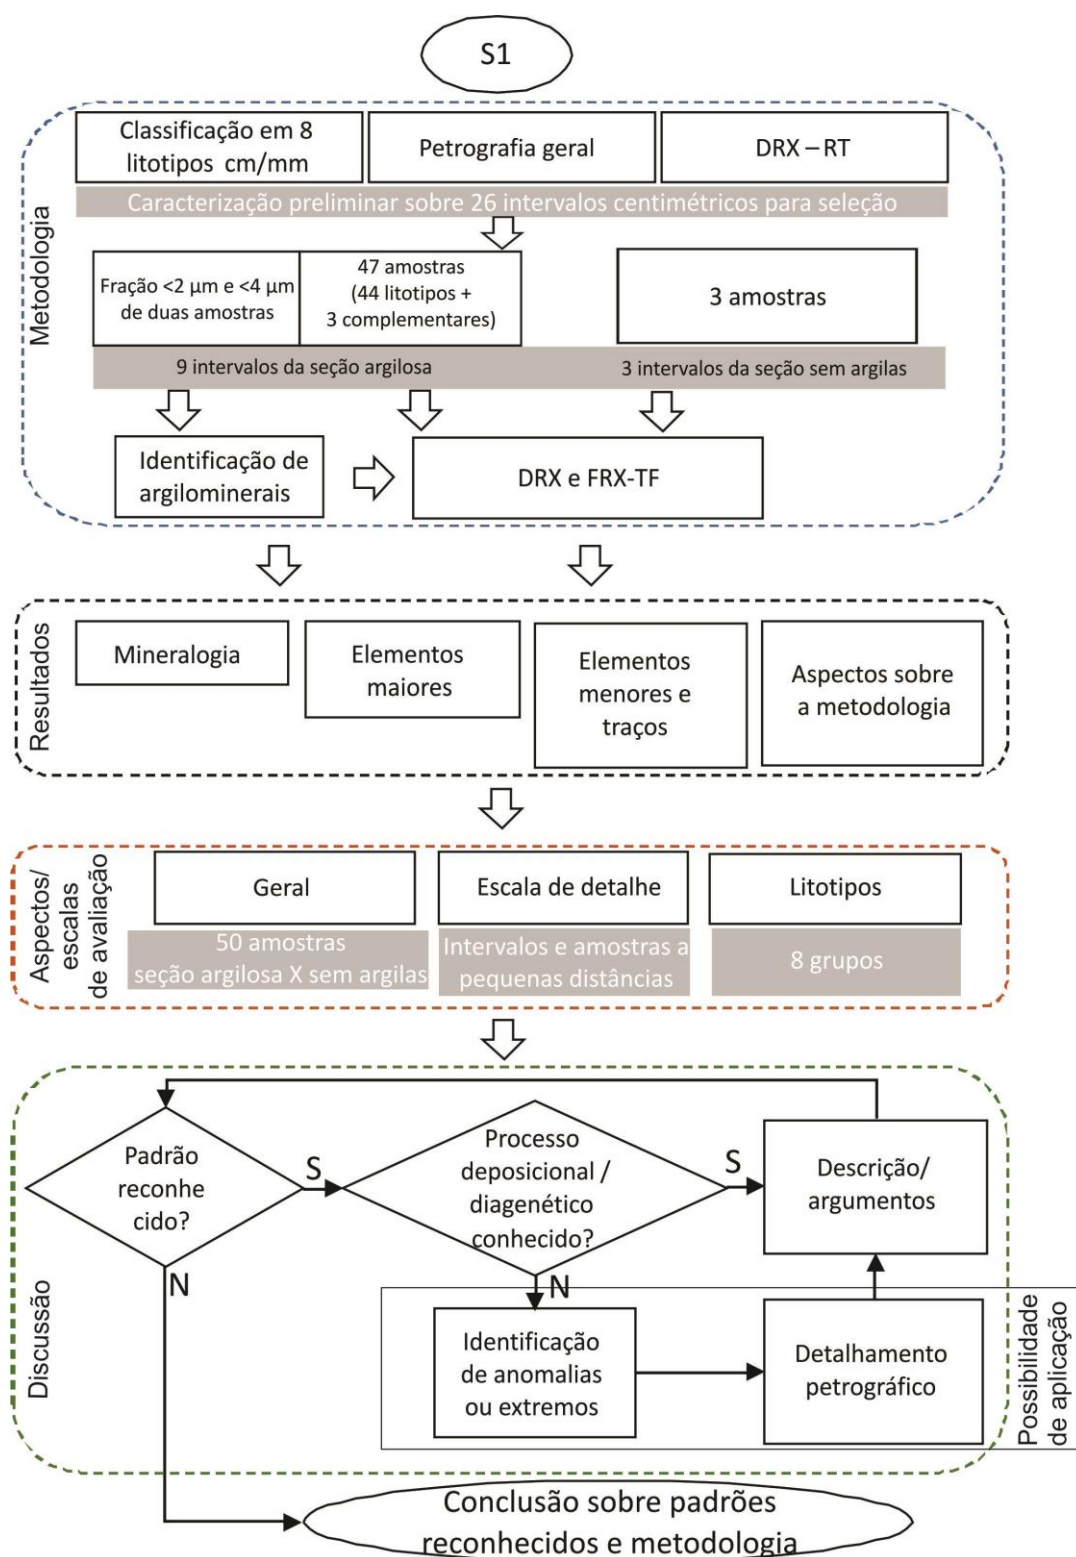 S1
Metodologia
Classificação em 8
litotipos cm/mm
Petrografia geral
DRX – RT
Caracterização preliminar sobre 26 intervalos centimétricos para seleção
Fração <2 µm e <4 µm
de duas amostras
47 amostras
(44 litotipos +
3 complementares)
3 amostras
9 intervalos da seção argilosa
3 intervalos da seção sem argilas
Identificação de
argilominerais
DRX e FRX-TF
Resultados
Mineralogia
Elementos
maiores
Elementos
menores e
traços
Aspectos sobre
a metodologia
Aspectos/
escalas
de avaliação
Geral
50 amostras
seção argilosa X sem argilas
Escala de detalhe
Intervalos e amostras a
pequenas distâncias
Litotipos
8 grupos
Discussão
Padrão
reconhe
cido?
S
N
Processo
deposicional /
diagenético
conhecido?
S
N
Descrição/
argumentos
Identificação
de anomalias
ou extremos
Detalhamento
petrográfico
Possibilidade
de aplicação
Conclusão sobre padrões
reconhecidos e metodologia